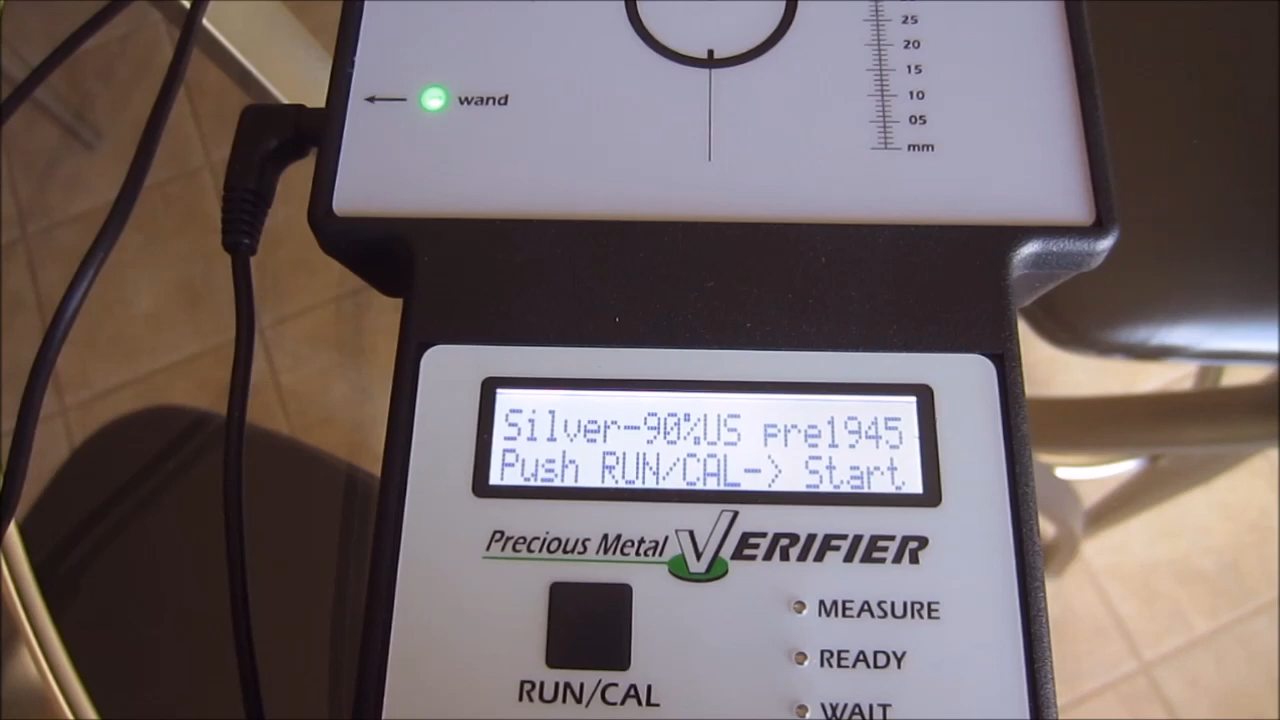 25
20
15
10
05
mm
wand
Silver-90%US pre1945
Push RUN/CAL-> Start
Precious Metal VERIFIER
MEASURE
READY
RUN/CAL
WAIT